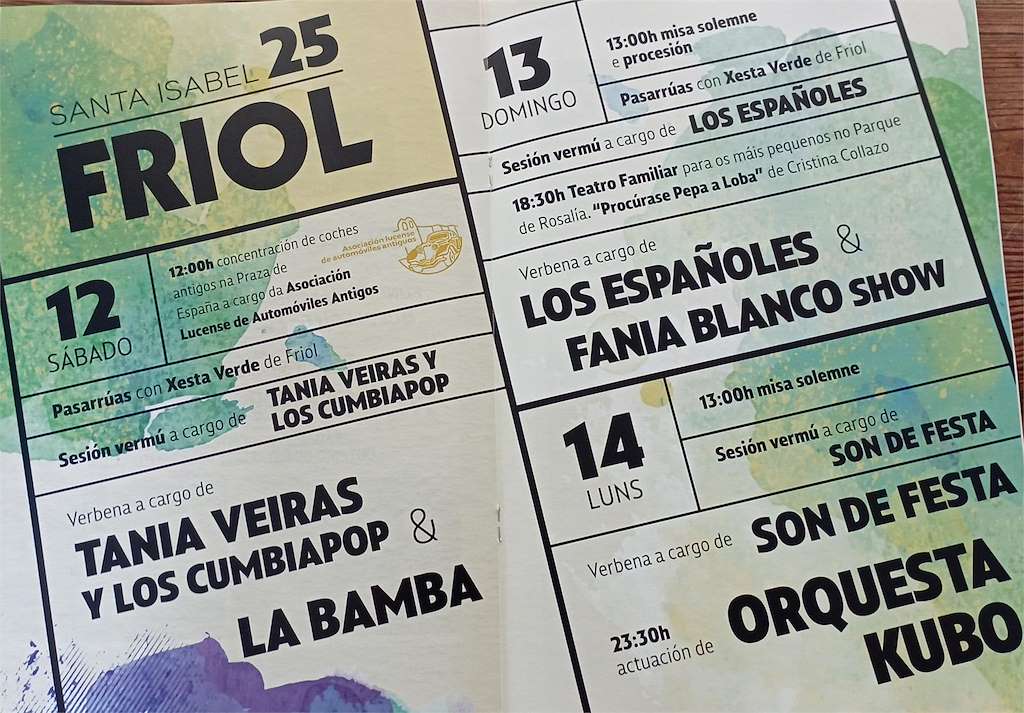 SANTA ISABEL 25
FRIOL
12
SÁBADO
12:00h concentración de coches
antigos na Praza de
España a cargo da Asociación
Lucense de Automóviles Antigos
Asociación lucense
de automóviles antiguos
Pasarrúas con Xesta Verde de Friol
Sesión vermú a cargo de TANIA VEIRAS Y
LOS CUMBIAPOP
Verbena a cargo de
TANIA VEIRAS
Y LOS CUMBIAPOP &
LA BAMBA
13
DOMINGO
13:00h misa solemne
e procesión
Pasarrúas con Xesta Verde de Friol
Sesión vermú a cargo de LOS ESPAÑOLES
18:30h Teatro Familiar para os máis pequenos no Parque
de Rosalía. “Procúrase Pepa a Loba” de Cristina Collazo
Verbena a cargo de
LOS ESPAÑOLES &
FANIA BLANCO SHOW
14
LUNS
13:00h misa solemne
Sesión vermú a cargo de
SON DE FESTA
Verbena a cargo de SON DE FESTA
23:30h
actuación de
ORQUESTA
KUBO